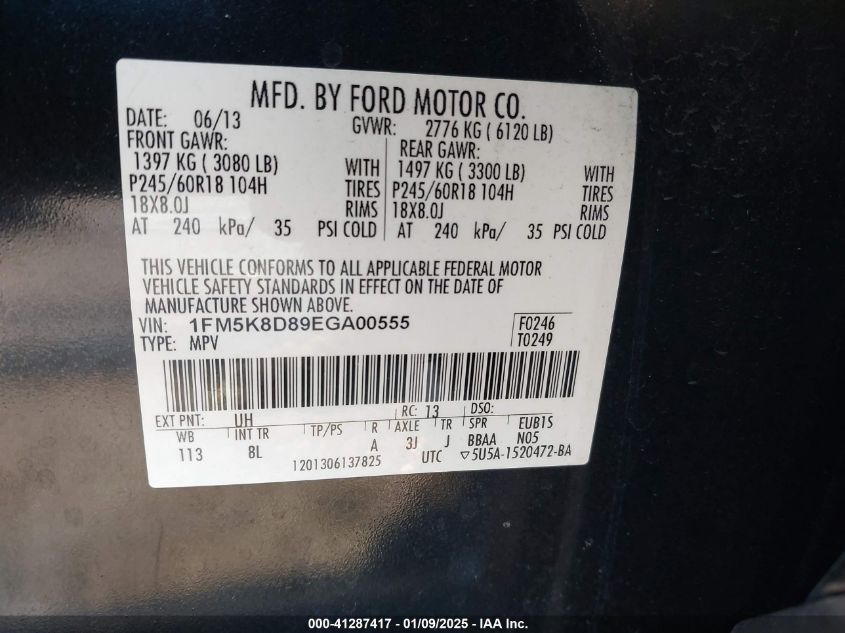 MFD. BY FORD MOTOR CO.
DATE: 06/13 GVWR: 2776 KG ( 6120 LB)
FRONT GAWR: REAR GAWR:
1397 KG ( 3080 LB) WITH 1497 KG ( 3300 LB) WITH
P245/60R18 104H TIRES P245/60R18 104H TIRES
18X8.0J RIMS 18X8.0J RIMS
AT 240 kPa/ 35 PSI COLD AT 240 kPa/ 35 PSI COLD
THIS VEHICLE CONFORMS TO ALL APPLICABLE FEDERAL MOTOR
VEHICLE SAFETY STANDARDS IN EFFECT ON THE DATE OF
MANUFACTURE SHOWN ABOVE.
VIN: 1FM5K8D89EGA00555 F0246
TYPE: MPV T0249
EXT PNT: UH RC: 13 DSO:
WB INT TR TP/PS R AXLE TR SPR EUB1S
113 8L A 3J J BBAA N05
1201306137825 UTC ▽5U5A-1520472-BA
000-41287417 - 01/09/2025 - IAA Inc.